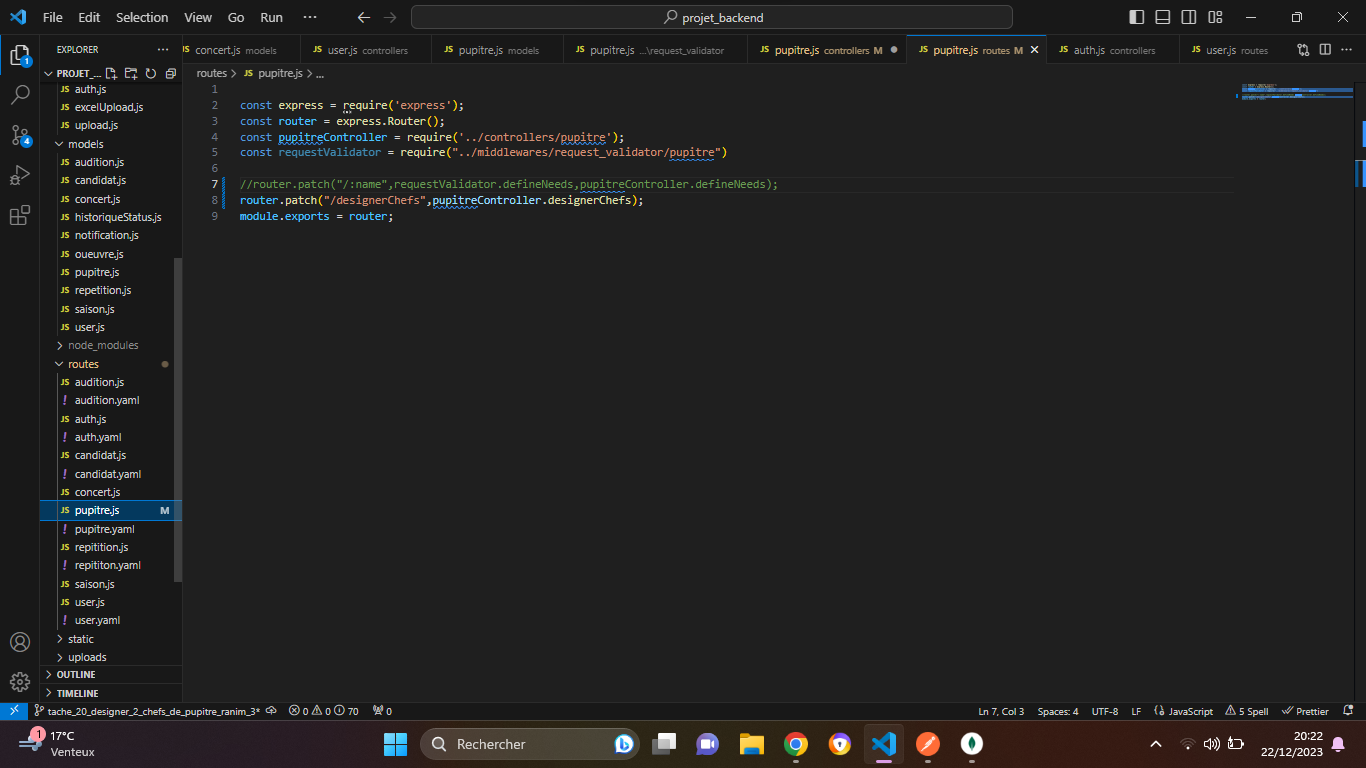 File Edit Selection View Go Run ··· projet_backend
EXPLORER ···
concert.js models
user.js controllers
pupitre.js models
pupitre.js ...\request_validator
pupitre.js controllers M
pupitre.js routes M
auth.js controllers
user.js routes
PROJET_...
routes > JS pupitre.js > ...
JS auth.js
JS excelUpload.js
JS upload.js
models
JS audition.js
JS candidat.js
JS concert.js
JS historiqueStatus.js
JS notification.js
JS oueuvre.js
JS pupitre.js
JS repetition.js
JS saison.js
JS user.js
node_modules
routes
JS audition.js
! audition.yaml
JS auth.js
! auth.yaml
JS candidat.js
! candidat.yaml
JS concert.js
JS pupitre.js M
! pupitre.yaml
JS repitition.js
! repititon.yaml
JS saison.js
JS user.js
! user.yaml
static
uploads
OUTLINE
TIMELINE
1
2 const express = require('express');
3 const router = express.Router();
4 const pupitreController = require('../controllers/pupitre');
5 const requestValidator = require("../middlewares/request_validator/pupitre")
6
7 //router.patch("/:name",requestValidator.defineNeeds,pupitreController.defineNeeds);
8 router.patch("/designerChefs",pupitreController.designerChefs);
9 module.exports = router;
1
4
tache_20_designer_2_chefs_de_pupitre_ranim_3* 0 0 70 0 Ln 7, Col 3 Spaces: 4 UTF-8 LF JavaScript 5 Spell Prettier
1
17°C
Venteux
Rechercher
20:22
22/12/2023